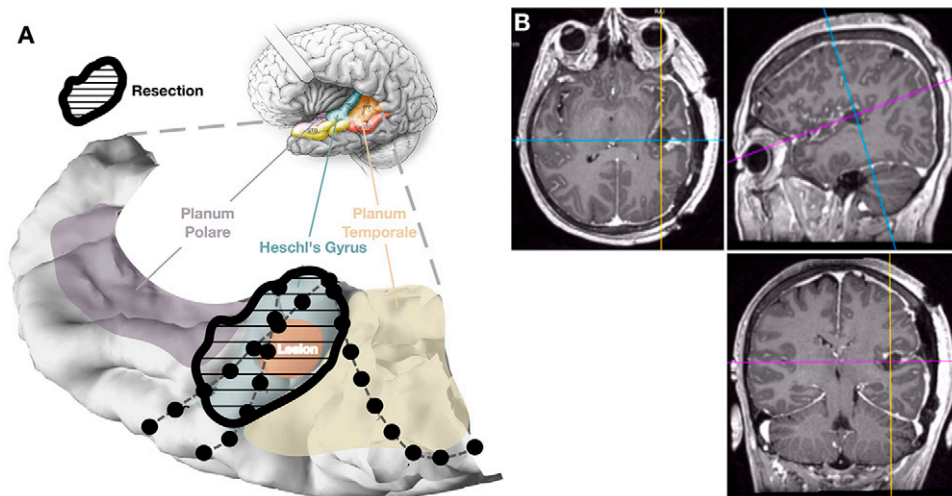 A
Resection
Planum
Polare
Heschl's Gyrus
Planum
Temporale
Lesion
B